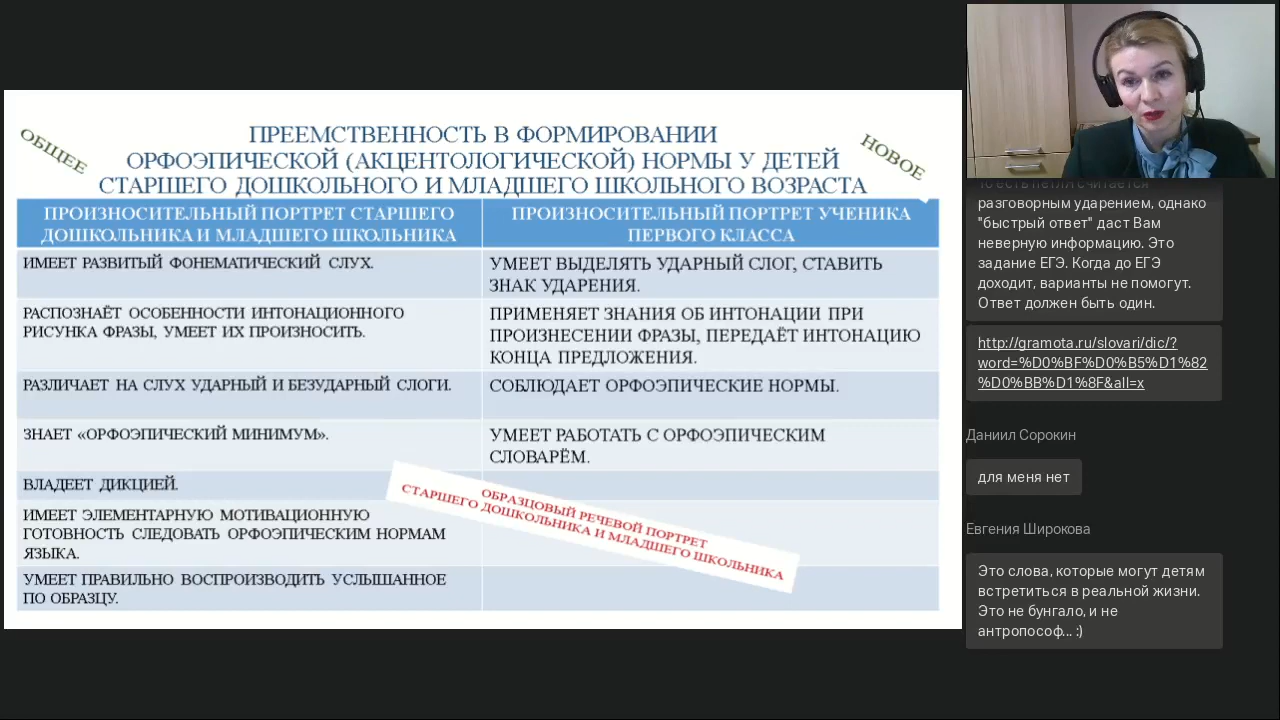 ОБЩЕЕ
НОВОЕ
ПРЕЕМСТВЕННОСТЬ В ФОРМИРОВАНИИ
ОРФОЭПИЧЕСКОЙ (АКЦЕНТОЛОГИЧЕСКОЙ) НОРМЫ У ДЕТЕЙ
СТАРШЕГО ДОШКОЛЬНОГО И МЛАДШЕГО ШКОЛЬНОГО ВОЗРАСТА
ПРОИЗНОСИТЕЛЬНЫЙ ПОРТРЕТ СТАРШЕГО
ДОШКОЛЬНИКА И МЛАДШЕГО ШКОЛЬНИКА
ПРОИЗНОСИТЕЛЬНЫЙ ПОРТРЕТ УЧЕНИКА
ПЕРВОГО КЛАССА
ИМЕЕТ РАЗВИТЫЙ ФОНЕМАТИЧЕСКИЙ СЛУХ.
УМЕЕТ ВЫДЕЛЯТЬ УДАРНЫЙ СЛОГ, СТАВИТЬ
ЗНАК УДАРЕНИЯ.
РАСПОЗНАЁТ ОСОБЕННОСТИ ИНТОНАЦИОННОГО
РИСУНКА ФРАЗЫ, УМЕЕТ ИХ ПРОИЗНОСИТЬ.
ПРИМЕНЯЕТ ЗНАНИЯ ОБ ИНТОНАЦИИ ПРИ
ПРОИЗНЕСЕНИИ ФРАЗЫ, ПЕРЕДАЁТ ИНТОНАЦИЮ
КОНЦА ПРЕДЛОЖЕНИЯ.
РАЗЛИЧАЕТ НА СЛУХ УДАРНЫЙ И БЕЗУДАРНЫЙ СЛОГИ.
СОБЛЮДАЕТ ОРФОЭПИЧЕСКИЕ НОРМЫ.
ЗНАЕТ «ОРФОЭПИЧЕСКИЙ МИНИМУМ».
УМЕЕТ РАБОТАТЬ С ОРФОЭПИЧЕСКИМ
СЛОВАРЁМ.
ВЛАДЕЕТ ДИКЦИЕЙ.
ИМЕЕТ ЭЛЕМЕНТАРНУЮ МОТИВАЦИОННУЮ
ГОТОВНОСТЬ СЛЕДОВАТЬ ОРФОЭПИЧЕСКИМ НОРМАМ
ЯЗЫКА.
УМЕЕТ ПРАВИЛЬНО ВОСПРОИЗВОДИТЬ УСЛЫШАННОЕ
ПО ОБРАЗЦУ.
ОБРАЗЦОВЫЙ РЕЧЕВОЙ ПОРТРЕТ
СТАРШЕГО ДОШКОЛЬНИКА И МЛАДШЕГО ШКОЛЬНИКА
То есть петля считается
разговорным ударением, однако
"быстрый ответ" даст Вам
неверную информацию. Это
задание ЕГЭ. Когда до ЕГЭ
доходит, варианты не помогут.
Ответ должен быть один.
http://gramota.ru/slovari/dic/?
word=%D0%BF%D0%B5%D1%82
%D0%BB%D1%8F&all=x
Даниил Сорокин
для меня нет
Евгения Широкова
Это слова, которые могут детям
встретиться в реальной жизни.
Это не бунгало, и не
антропософ... :)